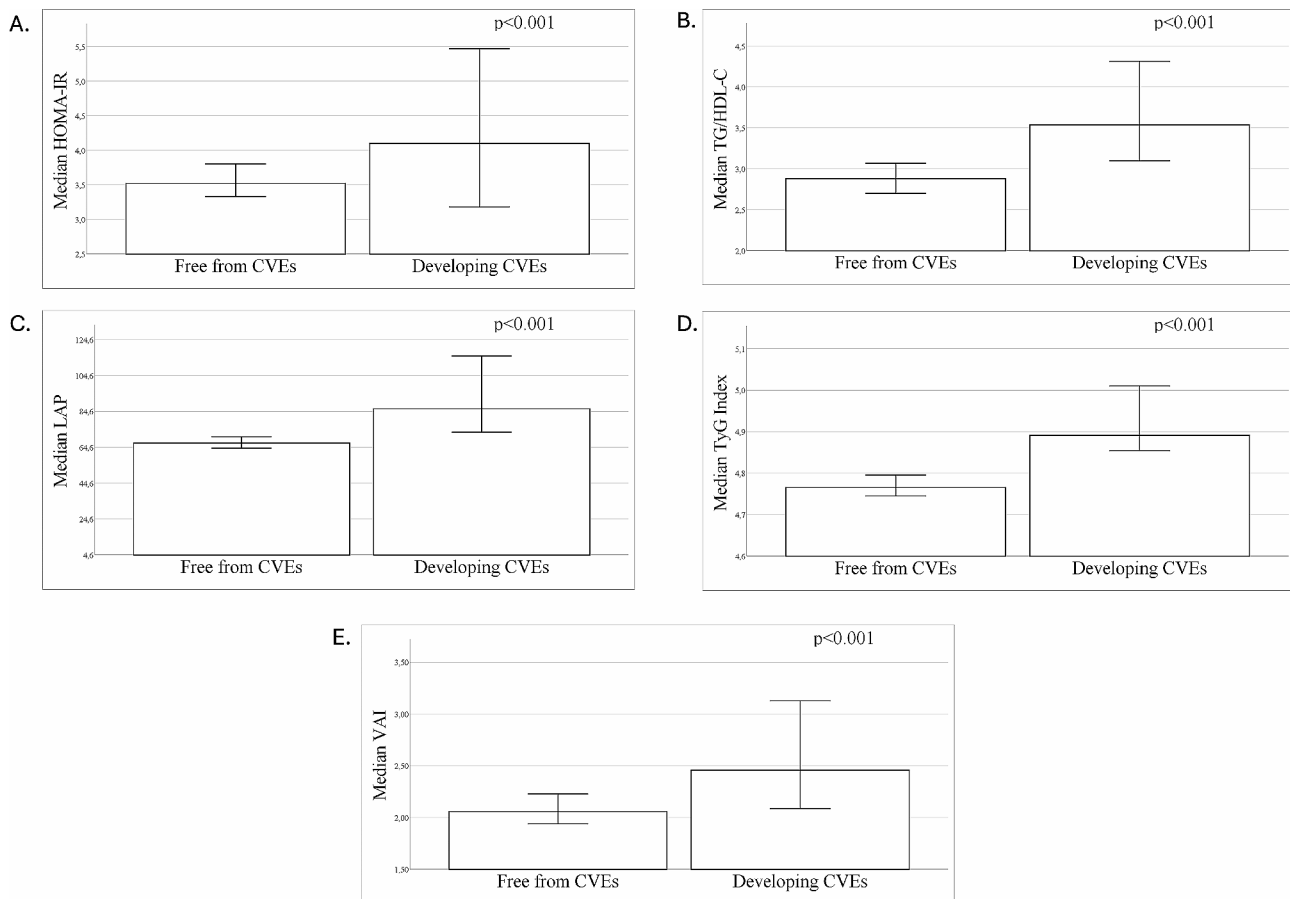 A.
p<0.001
Median HOMA-IR
5,5
5,0
4,5
4,0
3,5
3,0
2,5
Free from CVEs
Developing CVEs
B.
p<0.001
Median TG/HDL-C
4,5
4,0
3,5
3,0
2,5
2,0
Free from CVEs
Developing CVEs
C.
p<0.001
Median LAP
124,6
104,6
84,6
64,6
44,6
24,6
4,6
Free from CVEs
Developing CVEs
D.
p<0.001
Median TyG Index
5,1
5,0
4,9
4,8
4,7
4,6
Free from CVEs
Developing CVEs
E.
p<0.001
Median VAI
3,50
3,00
2,50
2,00
1,50
Free from CVEs
Developing CVEs